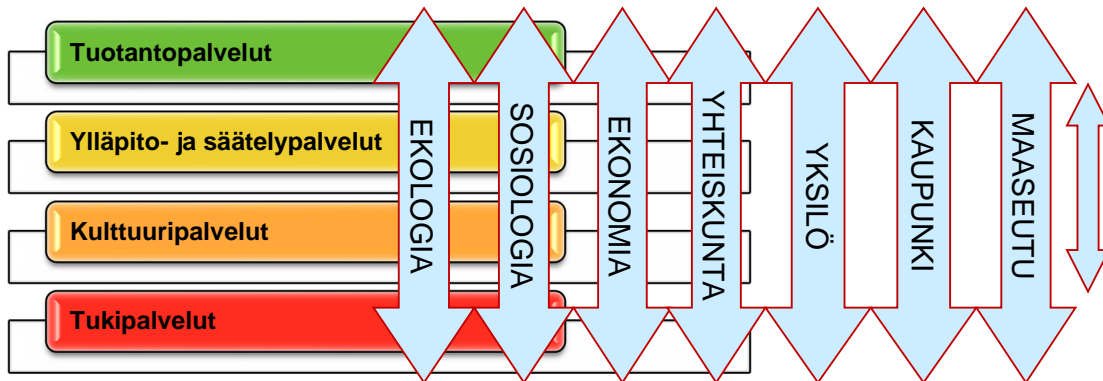 Tuotantopalvelut
Ylläpito- ja säätelypalvelut
Kulttuuripalvelut
Tukipalvelut
EKOLOGIA
SOSIOLOGIA
EKONOMIA
YHTEISKUNTA
YKSILÖ
KAUPUNKI
MAASEUTU